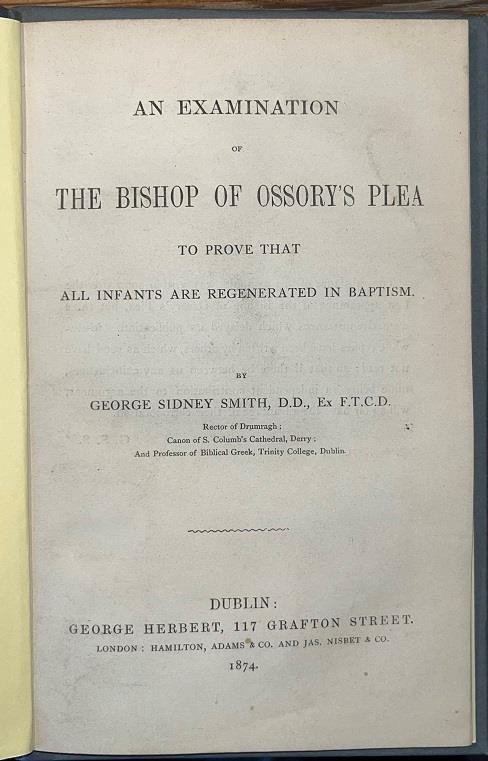 AN EXAMINATION
OF
THE BISHOP OF OSSORY'S PLEA
TO PROVE THAT
ALL INFANTS ARE REGENERATED IN BAPTISM.
BY
GEORGE SIDNEY SMITH, D.D., Ex F.T.C.D.
Rector of Drumragh;
Canon of S. Columb's Cathedral, Derry;
And Professor of Biblical Greek, Trinity College, Dublin.
DUBLIN:
GEORGE HERBERT, 117 GRAFTON STREET.
LONDON: HAMILTON, ADAMS & CO. AND JAS. NISBET & CO.
1874.